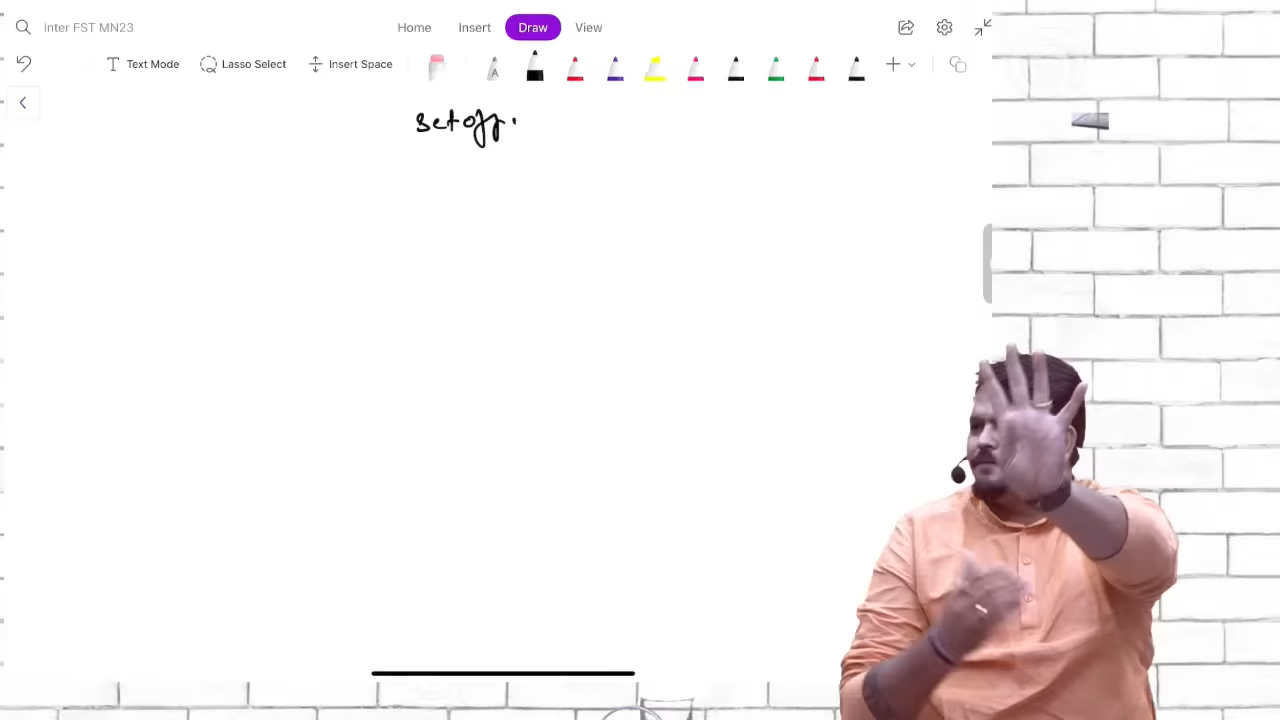 Inter FST MN23
Home Insert Draw View
Text Mode Lasso Select Insert Space
A
setoff.